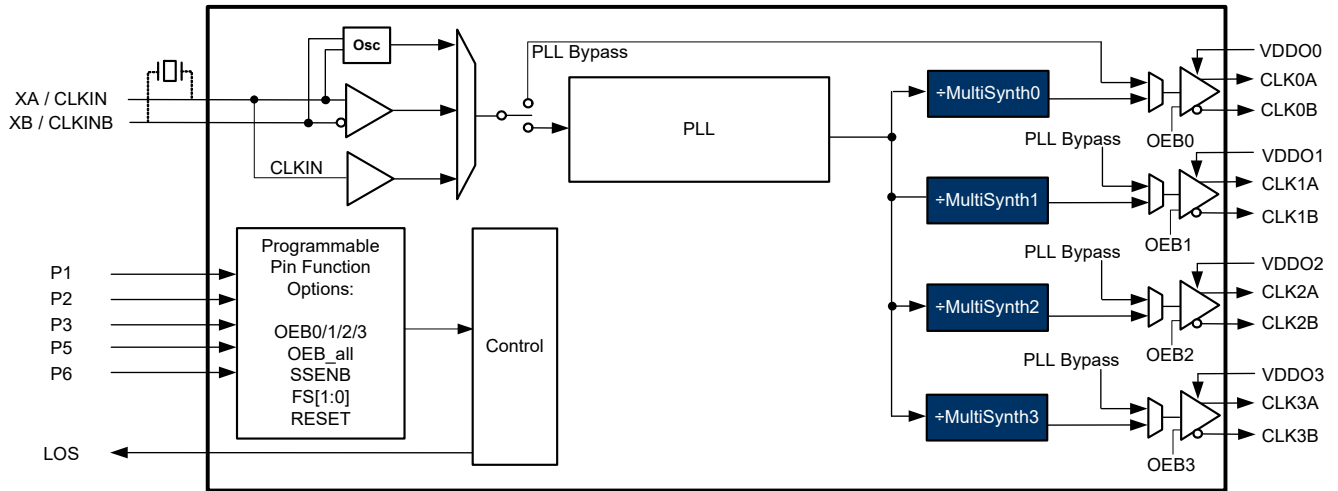 Osc
PLL Bypass
XA / CLKIN
XB / CLKINB
CLKIN
PLL
÷MultiSynth0
÷MultiSynth1
÷MultiSynth2
÷MultiSynth3
VDDO0
CLK0A
CLK0B
OEB0
PLL Bypass
VDDO1
CLK1A
CLK1B
OEB1
PLL Bypass
VDDO2
CLK2A
CLK2B
OEB2
PLL Bypass
VDDO3
CLK3A
CLK3B
OEB3
P1
P2
P3
P5
P6
LOS
Programmable
Pin Function
Options:
OEB0/1/2/3
OEB_all
SSENB
FS[1:0]
RESET
Control